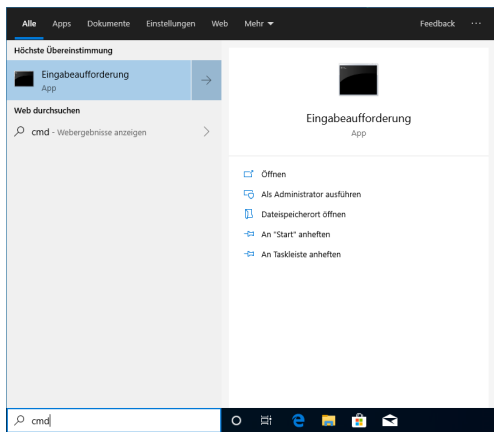 Alle Apps Dokumente Einstellungen Web Mehr Feedback ...
Höchste Übereinstimmung
Eingabeaufforderung
App
Web durchsuchen
cmd - Webergebnisse anzeigen
Eingabeaufforderung
App
Öffnen
Als Administrator ausführen
Dateispeicherort öffnen
An "Start" anheften
An Taskleiste anheften
cmd